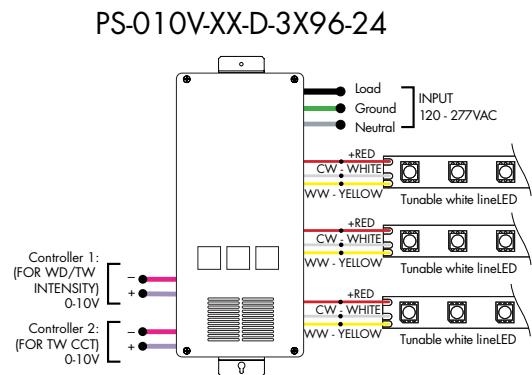 PS-010V-XX-D-3X96-24
Load
Ground
Neutral
INPUT
120 - 277VAC
+RED
CW - WHITE
WW - YELLOW
Tunable white lineLED
+RED
CW - WHITE
WW - YELLOW
Tunable white lineLED
+RED
CW - WHITE
WW - YELLOW
Tunable white lineLED
Controller 1:
(FOR WD/TW
INTENSITY)
0-10V
–
+
Controller 2:
(FOR TW CCT)
0-10V
–
+